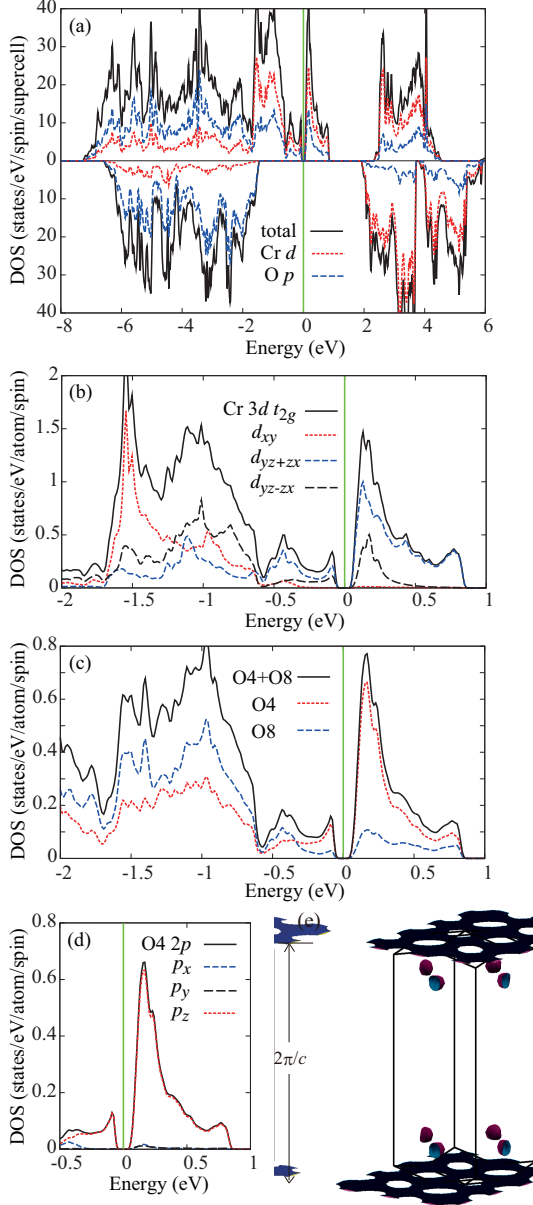 (a)
DOS (states/eV/spin/supercell)
40
30
20
10
0
10
20
30
40
total
Cr d
O p
-8 -6 -4 -2 0 2 4 6
Energy (eV)
(b)
DOS (states/eV/atom/spin)
2
1.5
1
0.5
0
Cr 3d t2g
dxy
dyz+zx
dyz-zx
-2 -1.5 -1 -0.5 0 0.5 1
Energy (eV)
(c)
DOS (states/eV/atom/spin)
0.8
0.6
0.4
0.2
0
O4+O8
O4
O8
-2 -1.5 -1 -0.5 0 0.5 1
Energy (eV)
(d)
DOS (states/eV/atom/spin)
0.8
0.6
0.4
0.2
0
O4 2p
px
py
pz
-0.5 0 0.5 1
Energy (eV)
(e)
2π/c